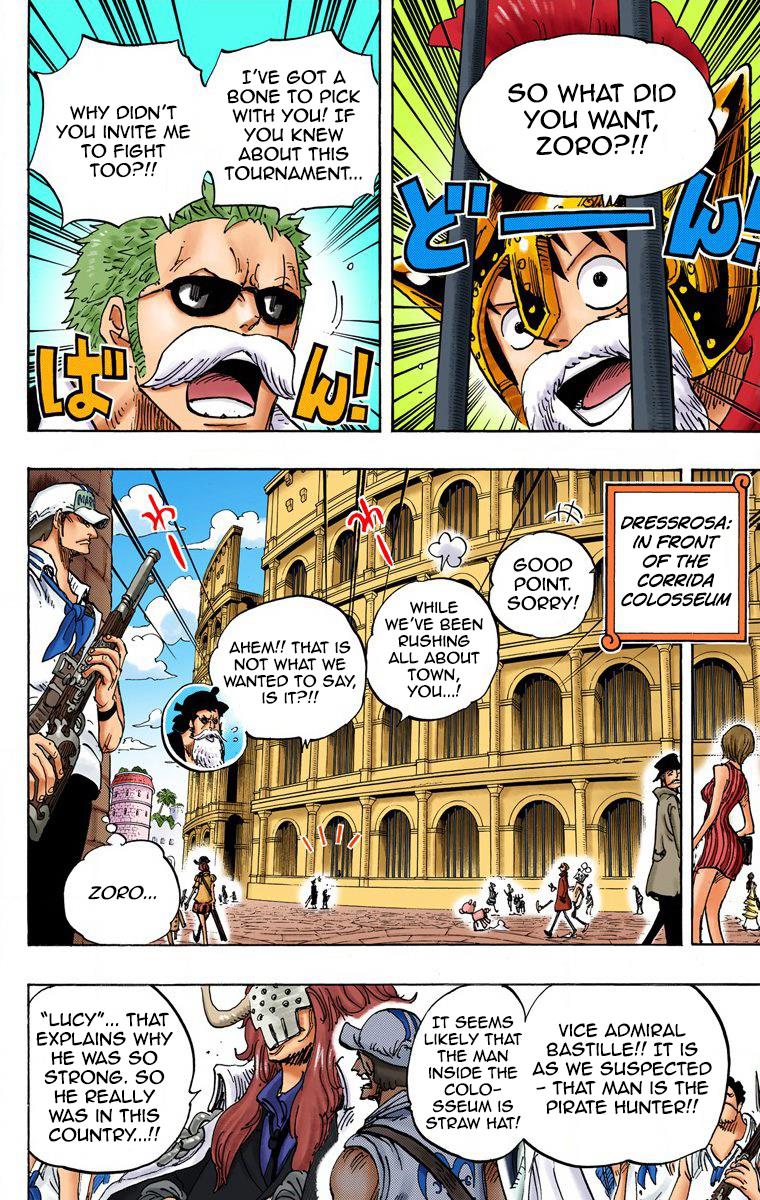 SO WHAT DID
YOU WANT,
ZORO?!!
どーん!
I'VE GOT A
BONE TO PICK
WITH YOU! IF
YOU KNEW
ABOUT THIS
TOURNAMENT...
WHY DIDN'T
YOU INVITE ME
TO FIGHT
TOO?!!
ばん!
DRESSROSA:
IN FRONT
OF THE
CORRIDA
COLOSSEUM
GOOD
POINT.
SORRY!
WHILE
WE'VE BEEN
RUSHING
ALL ABOUT
TOWN,
YOU...!
AHEM!! THAT IS
NOT WHAT WE
WANTED TO SAY,
IS IT?!!
ZORO...
VICE ADMIRAL
BASTILLE!! IT IS
AS WE SUSPECTED
- THAT MAN IS THE
PIRATE HUNTER!!
IT SEEMS
LIKELY THAT
THE MAN
INSIDE THE
COLO-
SSEUM IS
STRAW HAT!
"LUCY"... THAT
EXPLAINS WHY
HE WAS SO
STRONG. SO
HE REALLY
WAS IN THIS
COUNTRY...!!